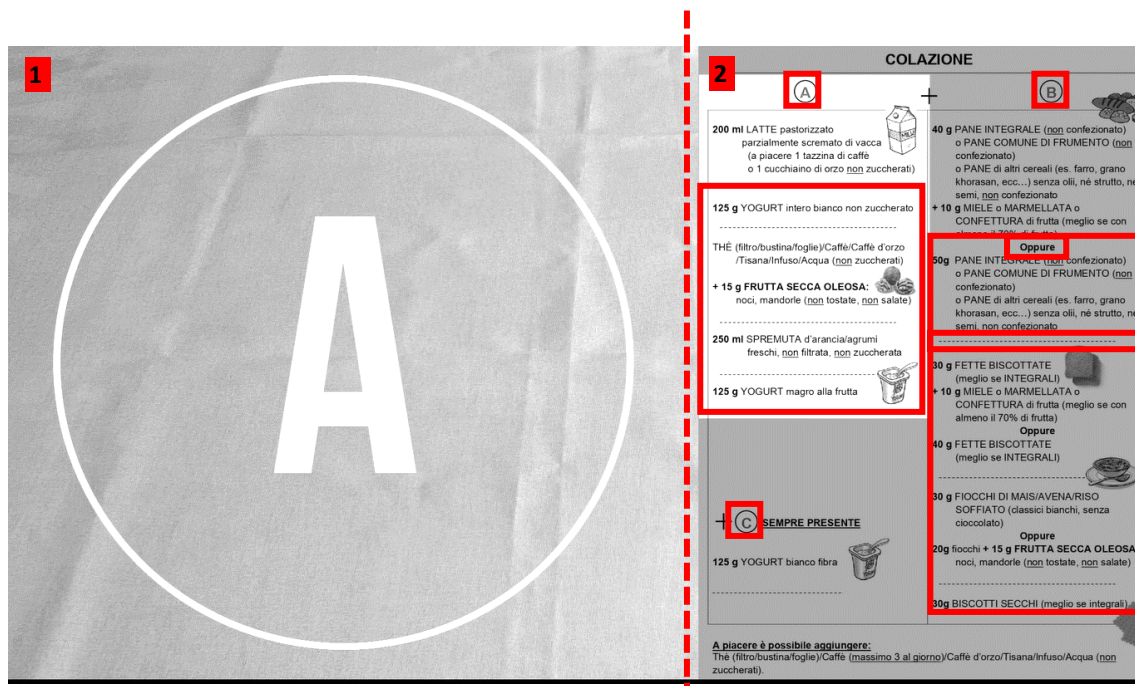 1
A
2
COLAZIONE
A
200 ml LATTE pastorizzato
parzialmente scremato di vacca
(a piacere 1 tazzina di caffè
o 1 cucchiaino di orzo non zuccherati)
125 g YOGURT intero bianco non zuccherato
THÈ (filtro/bustina/foglie)/Caffè/Caffè d'orzo
/Tisana/Infuso/Acqua (non zuccherati)
+ 15 g FRUTTA SECCA OLEOSA:
noci, mandorle (non tostate, non salate)
250 ml SPREMUTA d'arancia/agrumi
freschi, non filtrata, non zuccherata
125 g YOGURT magro alla frutta
+ C SEMPRE PRESENTE
125 g YOGURT bianco fibra
+
B
40 g PANE INTEGRALE (non confezionato)
o PANE COMUNE DI FRUMENTO (non
confezionato)
o PANE di altri cereali (es. farro, grano
khorasan, ecc...) senza olii, né strutto, né
semi, non confezionato
+ 10 g MIELE o MARMELLATA o
CONFETTURA di frutta (meglio se con
almeno il 70% di frutta)
Oppure
50g PANE INTEGRALE (non confezionato)
o PANE COMUNE DI FRUMENTO (non
confezionato)
o PANE di altri cereali (es. farro, grano
khorasan, ecc...) senza olii, né strutto, né
semi, non confezionato
30 g FETTE BISCOTTATE
(meglio se INTEGRALI)
+ 10 g MIELE o MARMELLATA o
CONFETTURA di frutta (meglio se con
almeno il 70% di frutta)
Oppure
40 g FETTE BISCOTTATE
(meglio se INTEGRALI)
30 g FIOCCHI DI MAIS/AVENA/RISO
SOFFIATO (classici bianchi, senza
cioccolato)
Oppure
20g fiocchi + 15 g FRUTTA SECCA OLEOSA
noci, mandorle (non tostate, non salate)
30g BISCOTTI SECCHI (meglio se integrali)
A piacere è possibile aggiungere:
Thè (filtro/bustina/foglie)/Caffè (massimo 3 al giorno)/Caffè d'orzo/Tisana/Infuso/Acqua (non
zuccherati).